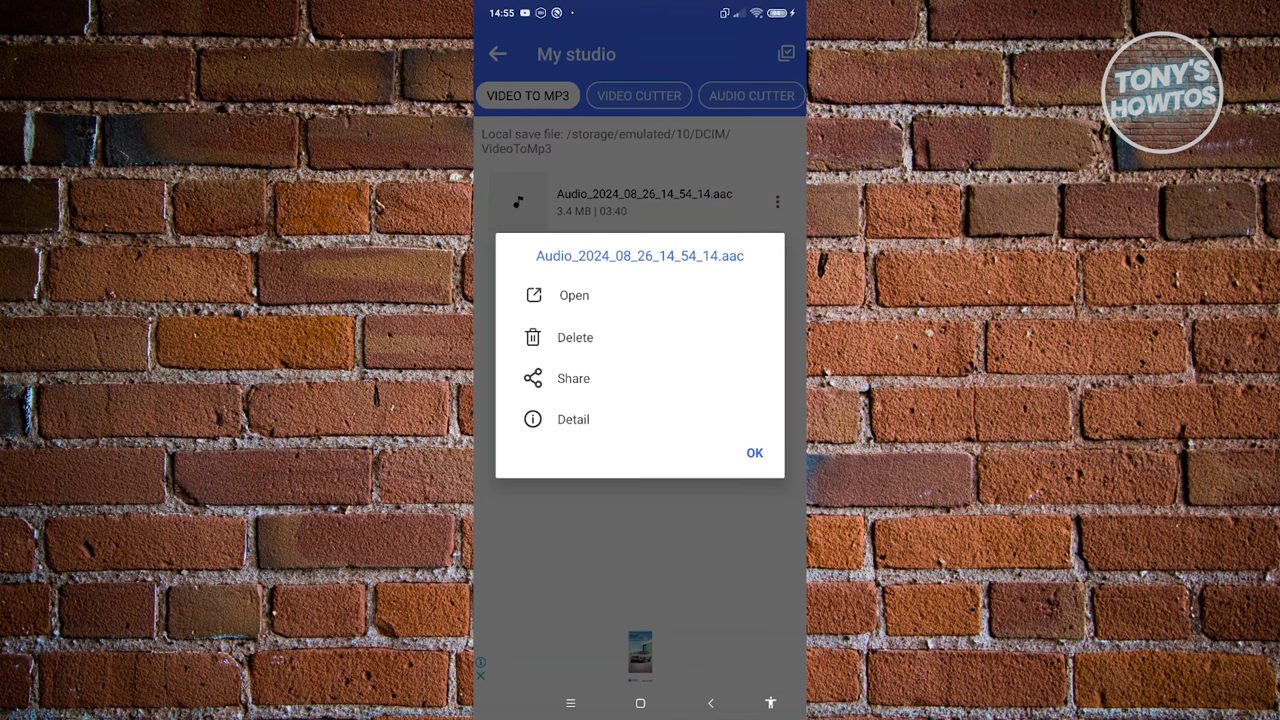 14:55
My studio
VIDEO TO MP3
VIDEO CUTTER
AUDIO CUTTER
Local save file: /storage/emulated/10/DCIM/
VideoToMp3
Audio_2024_08_26_14_54_14.aac
3.4 MB | 03:40
Audio_2024_08_26_14_54_14.aac
Open
Delete
Share
Detail
OK
TONY'S
HOWTOS